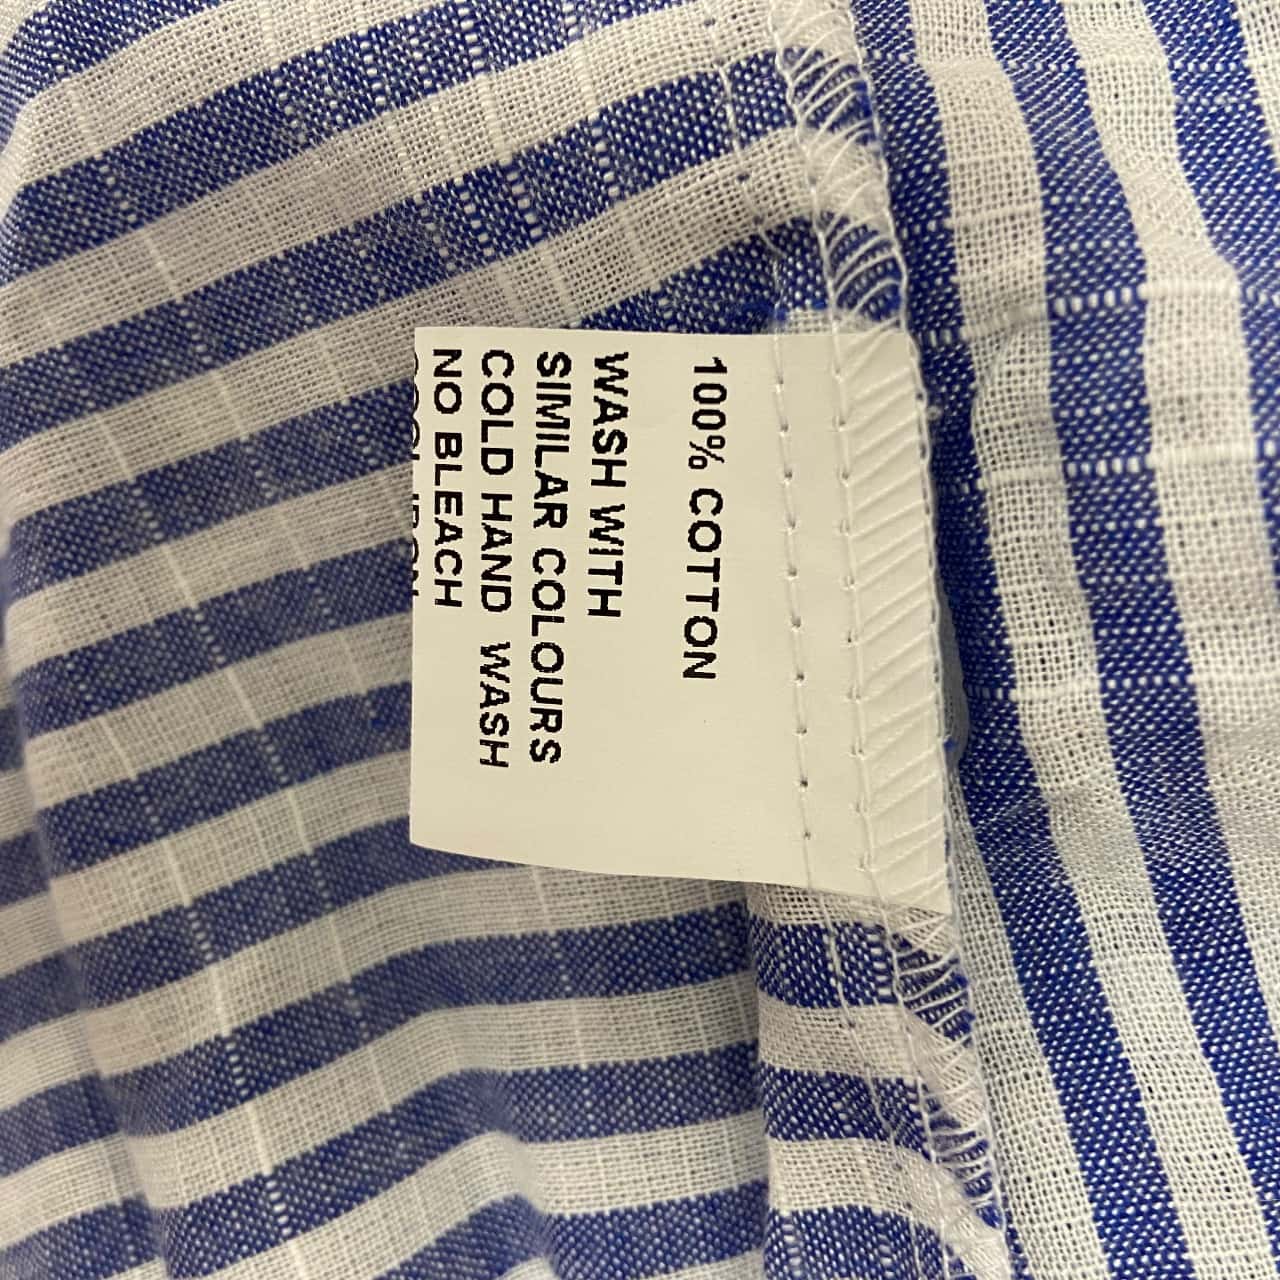 100% COTTON
WASH WITH
SIMILAR COLOURS
COLD HAND WASH
NO BLEACH